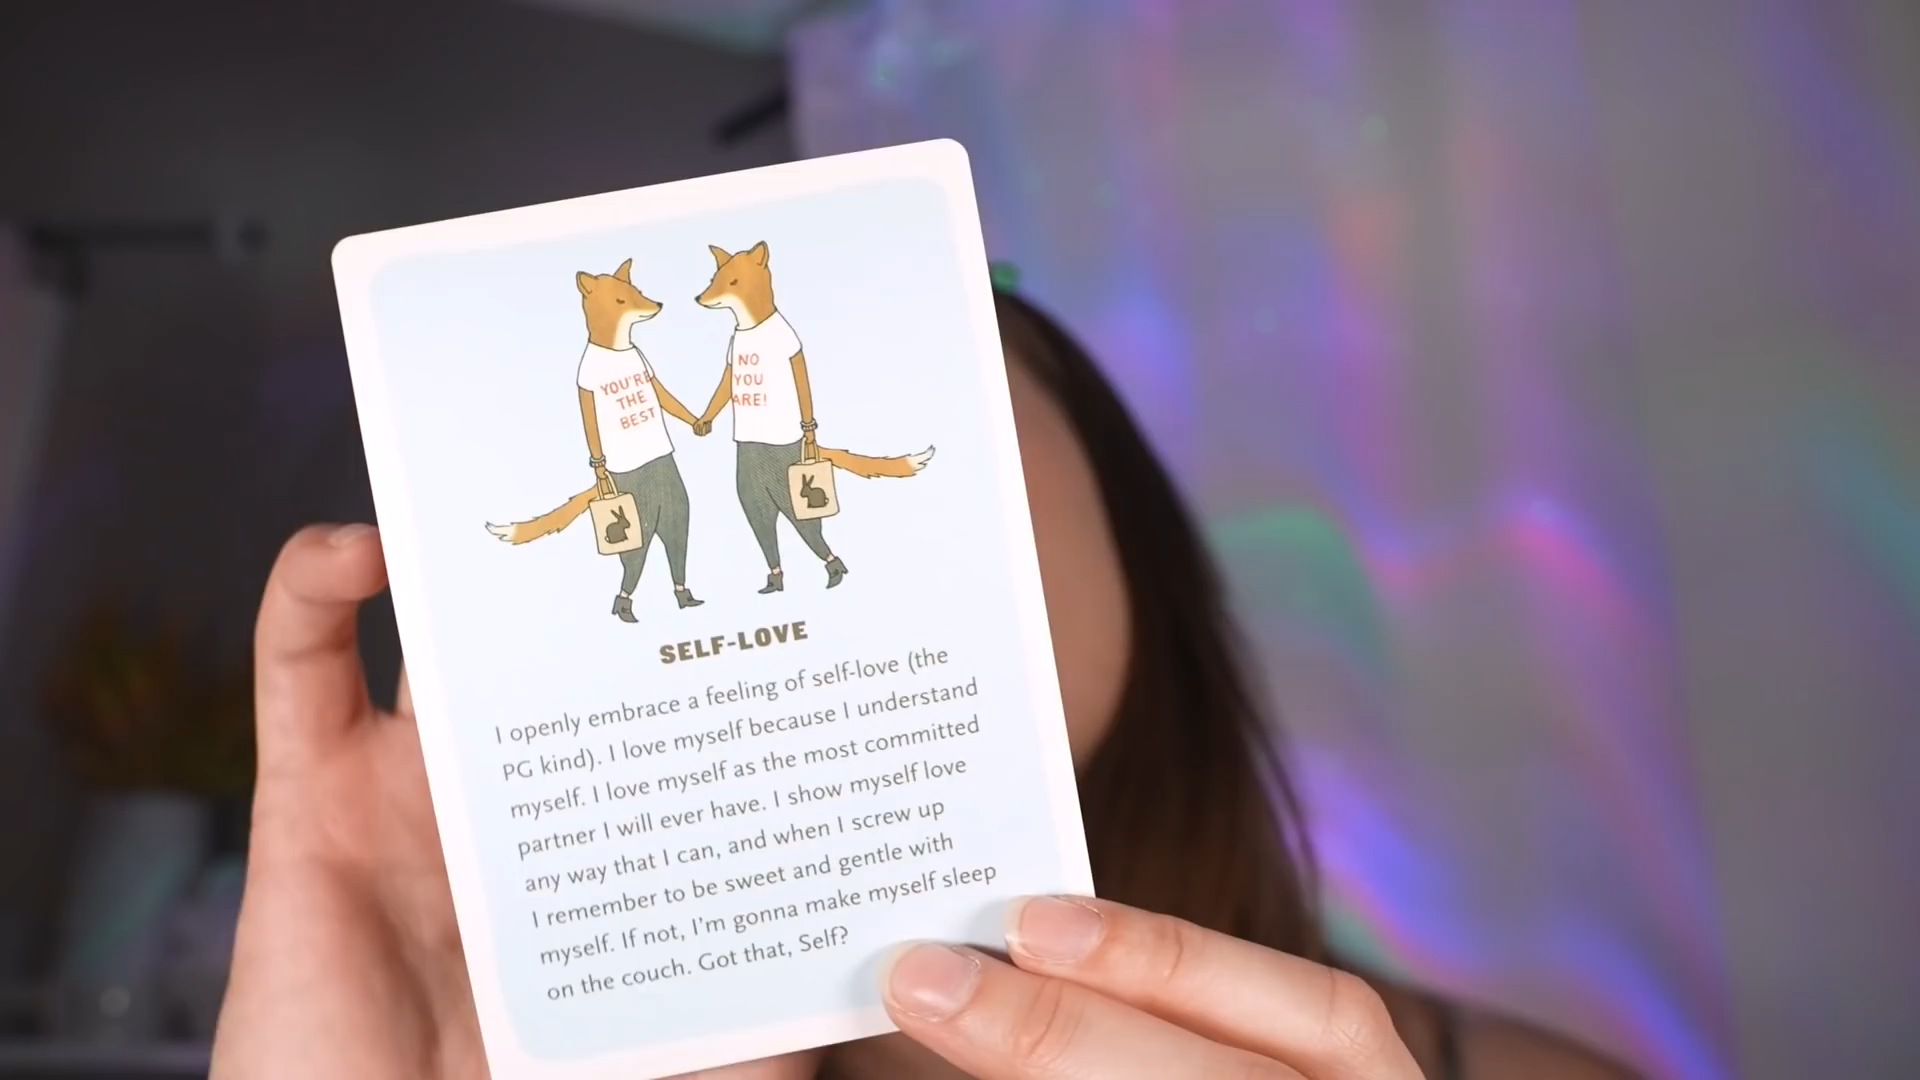 YOU'RE
THE
BEST
NO
YOU
ARE!
SELF-LOVE
I openly embrace a feeling of self-love (the
PG kind). I love myself because I understand
myself. I love myself as the most committed
partner I will ever have. I show myself love
any way that I can, and when I screw up
I remember to be sweet and gentle with
myself. If not, I'm gonna make myself sleep
on the couch. Got that, Self?